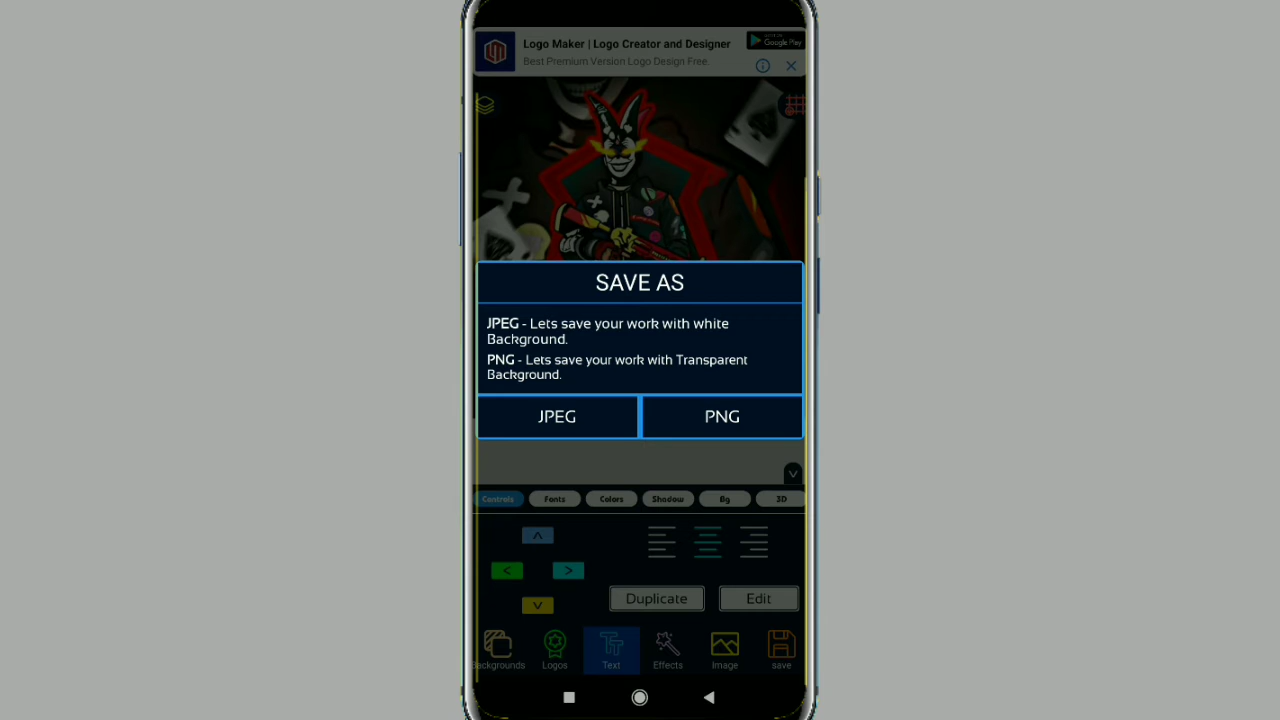 Logo Maker | Logo Creator and Designer
Google Play
Best Premium Version Logo Design Free.
SAVE AS
JPEG - Lets save your work with white
Background.
PNG - Lets save your work with Transparent
Background.
JPEG
PNG
Controls
Fonts
Colors
Shadow
Bg
3D
Duplicate
Edit
Backgrounds
Logos
Text
Effects
Image
save